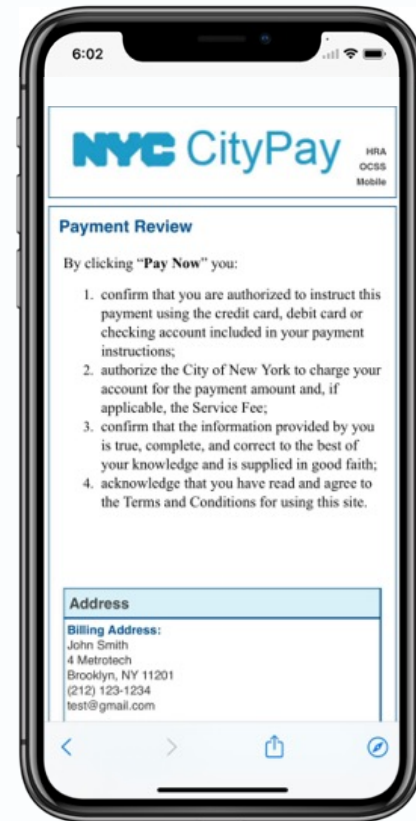 6:02
NYC CityPay
HRA
OCSS
Mobile
Payment Review
By clicking “Pay Now” you:
1. confirm that you are authorized to instruct this
payment using the credit card, debit card or
checking account included in your payment
instructions;
2. authorize the City of New York to charge your
account for the payment amount and, if
applicable, the Service Fee;
3. confirm that the information provided by you
is true, complete, and correct to the best of
your knowledge and is supplied in good faith;
4. acknowledge that you have read and agree to
the Terms and Conditions for using this site.
Address
Billing Address:
John Smith
4 Metrotech
Brooklyn, NY 11201
(212) 123-1234
test@gmail.com